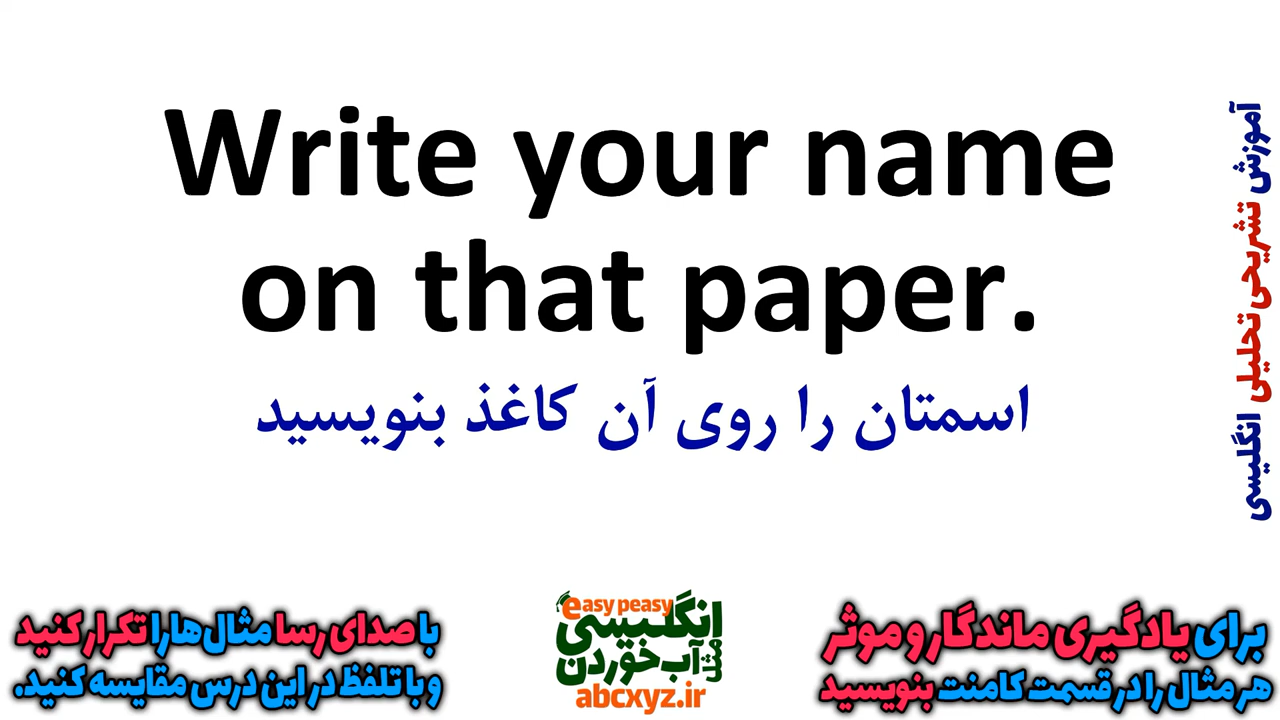 Write your name
on that paper.
اسمتان را روی آن کاغذ بنویسید
آموزش تشریحی تحلیلی انگلیسی
برای یادگیری ماندگار و موثر
هر مثال را در قسمت کامنت بنویسید
easy peasy
انگلیسی
مثل آب خوردن
abcxyz.ir
با صدای رسا مثال‌ها را تکرار کنید
و با تلفظ در این درس مقایسه کنید.